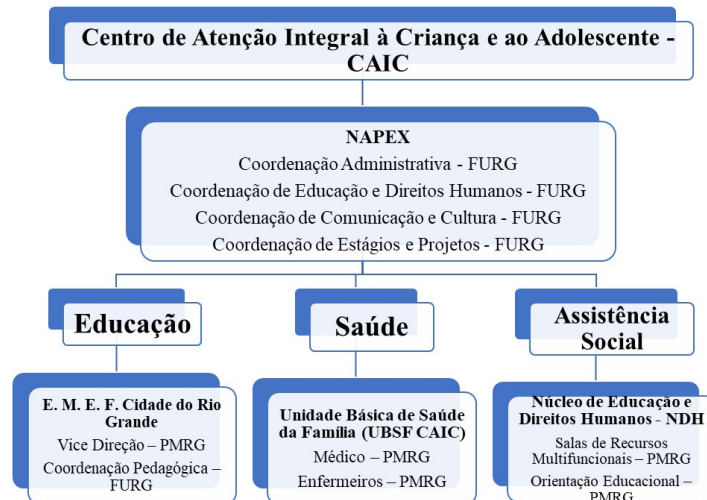 Centro de Atenção Integral à Criança e ao Adolescente -
CAIC
NAPEX
Coordenação Administrativa - FURG
Coordenação de Educação e Direitos Humanos - FURG
Coordenação de Comunicação e Cultura - FURG
Coordenação de Estágios e Projetos - FURG
Educação
Saúde
Assistência
Social
E. M. E. F. Cidade do Rio
Grande
Vice Direção – PMRG
Coordenação Pedagógica –
FURG
Unidade Básica de Saúde
da Família (UBSF CAIC)
Médico – PMRG
Enfermeiros – PMRG
Núcleo de Educação e
Direitos Humanos - NDH
Salas de Recursos
Multifuncionais – PMRG
Orientação Educacional –
PMRG